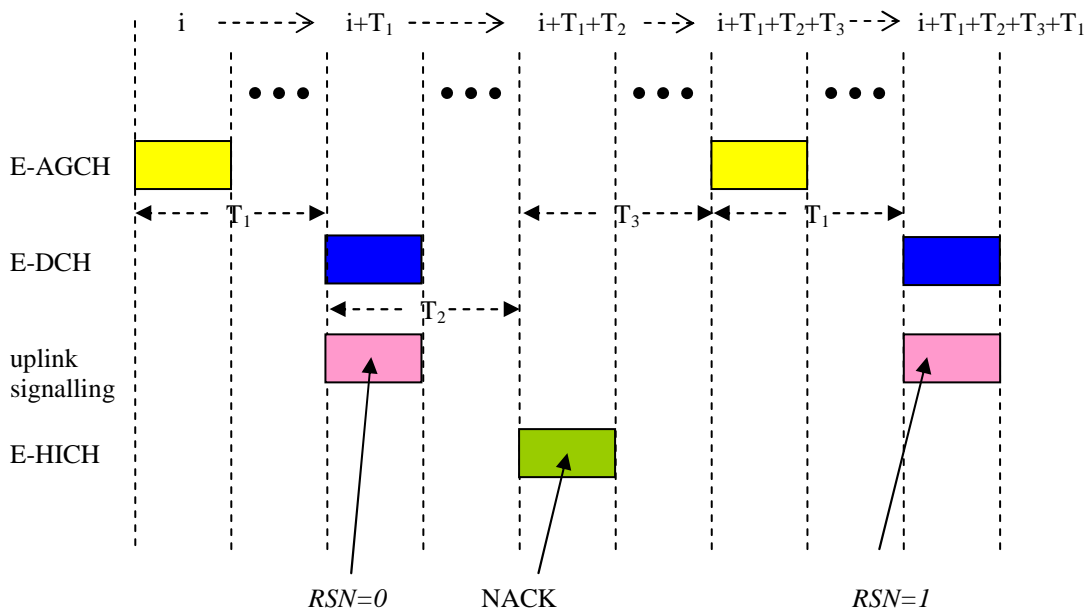 i i+T₁ i+T₁+T₂ i+T₁+T₂+T₃ i+T₁+T₂+T₃+T₁
E-AGCH
T₁ T₃ T₁
E-DCH
T₂
uplink
signalling
E-HICH
RSN=0 NACK RSN=1